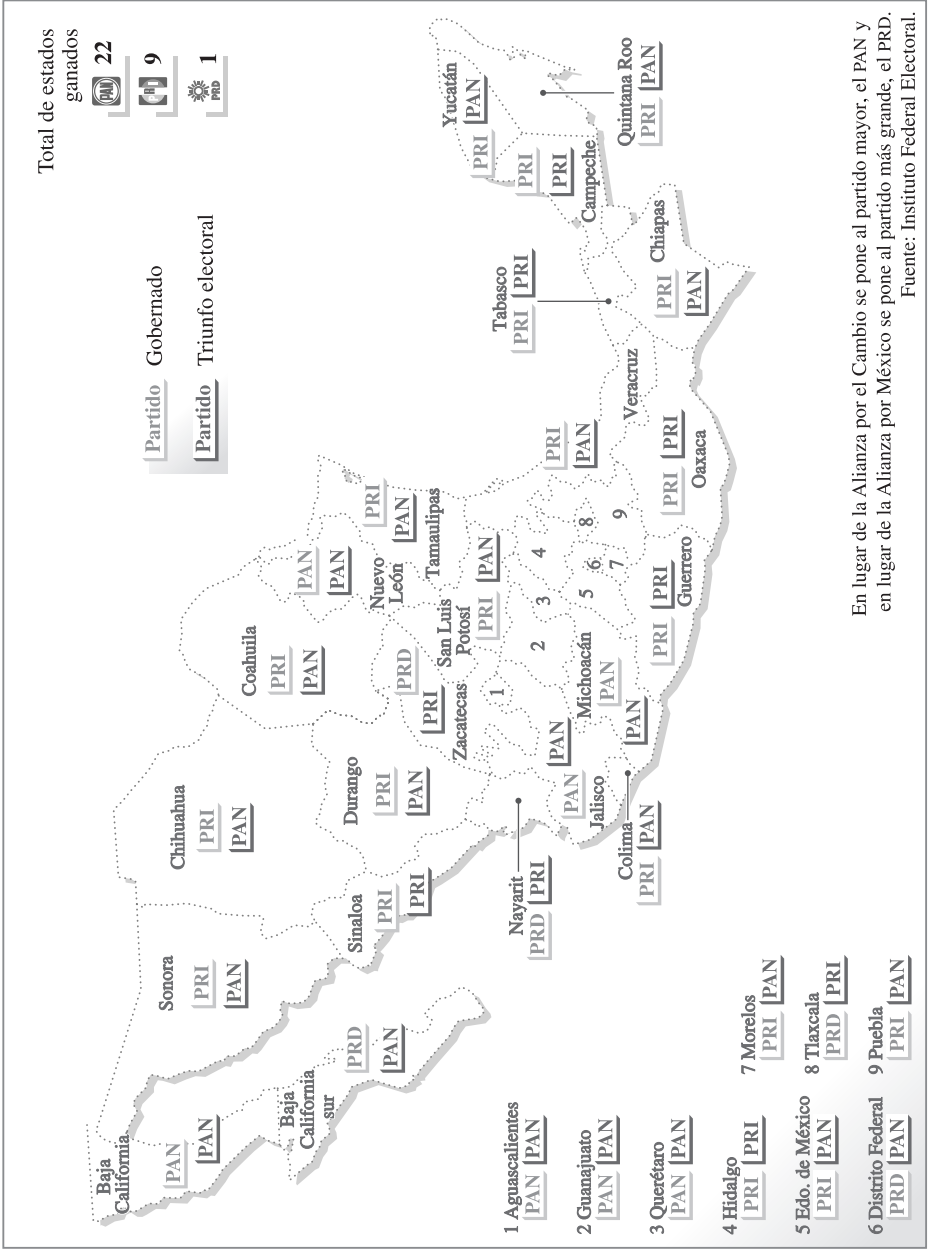 Total de estados
ganados
PAN 22
PRI 9
PRD 1
Partido Gobernado
Partido Triunfo electoral
Baja
California
PAN
PAN
Baja
California
sur
PRD
PAN
Sonora
PRI
PAN
Chihuahua
PRI
PAN
Coahuila
PRI
PAN
Sinaloa
PRI
PRI
Durango
PRI
PAN
PRD
PRI
Zacatecas
PAN
PAN
Nuevo
León
PRI
PAN
Tamaulipas
San Luis
Potosí
PRI PAN
Nayarit
PRD PRI
PAN
PAN
Jalisco
Colima
PRI PAN
Michoacán
PAN
PAN
1
2
3
4
5
6
7
8
9
PRI
PAN
Veracruz
PRI PRI
Guerrero
PRI PRI
Oaxaca
Tabasco
PRI PRI
Chiapas
PRI
PAN
PRI
PRI
Campeche
Yucatán
PRI PAN
Quintana Roo
PRI PAN
1 Aguascalientes
PAN PAN
2 Guanajuato
PAN PAN
3 Querétaro
PAN PAN
4 Hidalgo
PRI PRI
5 Edo. de México
PRI PAN
6 Distrito Federal
PRD PAN
7 Morelos
PRI PAN
8 Tlaxcala
PRD PRI
9 Puebla
PRI PAN
En lugar de la Alianza por el Cambio se pone al partido mayor, el PAN y
en lugar de la Alianza por México se pone al partido más grande, el PRD.
Fuente: Instituto Federal Electoral.